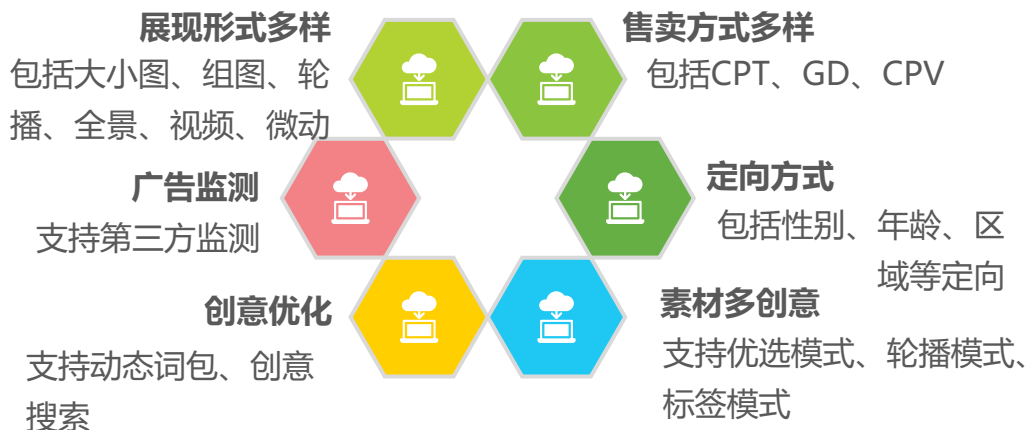 展现形式多样
包括大小图、组图、轮
播、全景、视频、微动
售卖方式多样
包括CPT、GD、CPV
广告监测
支持第三方监测
定向方式
包括性别、年龄、区
域等定向
创意优化
支持动态词包、创意
搜索
素材多创意
支持优选模式、轮播模式、
标签模式